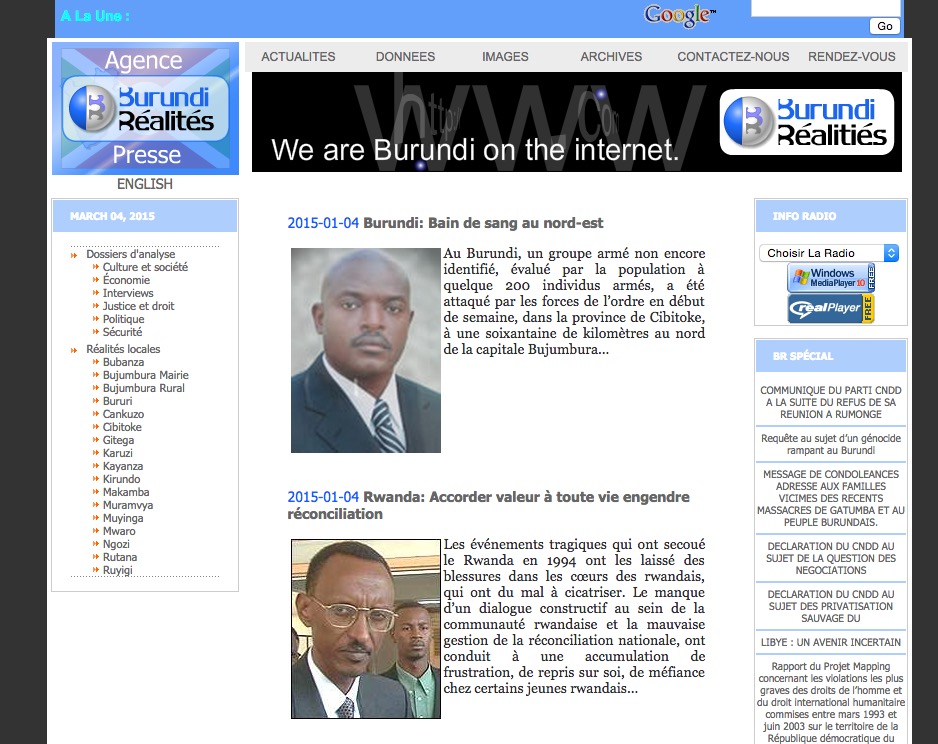 A La Une :
Google™
Go
Agence
Burundi
Réalités
Presse
ENGLISH
ACTUALITES DONNEES IMAGES ARCHIVES CONTACTEZ-NOUS RENDEZ-VOUS
http://
www
Com
We are Burundi on the internet.
Burundi
Réalitiés
MARCH 04, 2015
Dossiers d'analyse
Culture et société
Économie
Interviews
Justice et droit
Politique
Sécurité
Réalités locales
Bubanza
Bujumbura Mairie
Bujumbura Rural
Bururi
Cankuzo
Cibitoke
Gitega
Karuzi
Kayanza
Kirundo
Makamba
Muramvya
Muyinga
Mwaro
Ngozi
Rutana
Ruyigi
2015-01-04 Burundi: Bain de sang au nord-est
Au Burundi, un groupe armé non encore
identifié, évalué par la population à
quelque 200 individus armés, a été
attaqué par les forces de l’ordre en début
de semaine, dans la province de Cibitoke,
à une soixantaine de kilomètres au nord
de la capitale Bujumbura...
2015-01-04 Rwanda: Accorder valeur à toute vie engendre
réconciliation
Les événements tragiques qui ont secoué
le Rwanda en 1994 ont les laissé des
blessures dans les cœurs des rwandais,
qui ont du mal à cicatriser. Le manque
d’un dialogue constructif au sein de la
communauté rwandaise et la mauvaise
gestion de la réconciliation nationale, ont
conduit à une accumulation de
frustration, de repris sur soi, de méfiance
chez certains jeunes rwandais...
INFO RADIO
Choisir La Radio
Windows
MediaPlayer 10
FREE
realPlayer
FREE
BR SPÉCIAL
COMMUNIQUE DU PARTI CNDD
A LA SUITE DU REFUS DE SA
REUNION A RUMONGE
Requête au sujet d’un génocide
rampant au Burundi
MESSAGE DE CONDOLEANCES
ADRESSE AUX FAMILLES
VICTIMES DES RECENTS
MASSACRES DE GATUMBA ET AU
PEUPLE BURUNDAIS.
DECLARATION DU CNDD AU
SUJET DE LA QUESTION DES
NEGOCIATIONS
DECLARATION DU CNDD AU
SUJET DES PRIVATISATION
SAUVAGE DU
LIBYE : UN AVENIR INCERTAIN
Rapport du Projet Mapping
concernant les violations les plus
graves des droits de l’homme et
du droit international humanitaire
commises entre mars 1993 et
juin 2003 sur le territoire de la
République démocratique du